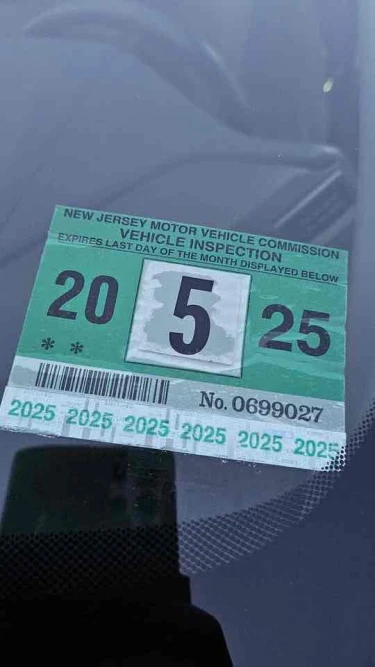 NEW JERSEY MOTOR VEHICLE COMMISSION
VEHICLE INSPECTION
EXPIRES LAST DAY OF THE MONTH DISPLAYED BELOW
20 5 25
* *
No. 0699027
2025 2025 2025 2025 2025 2025